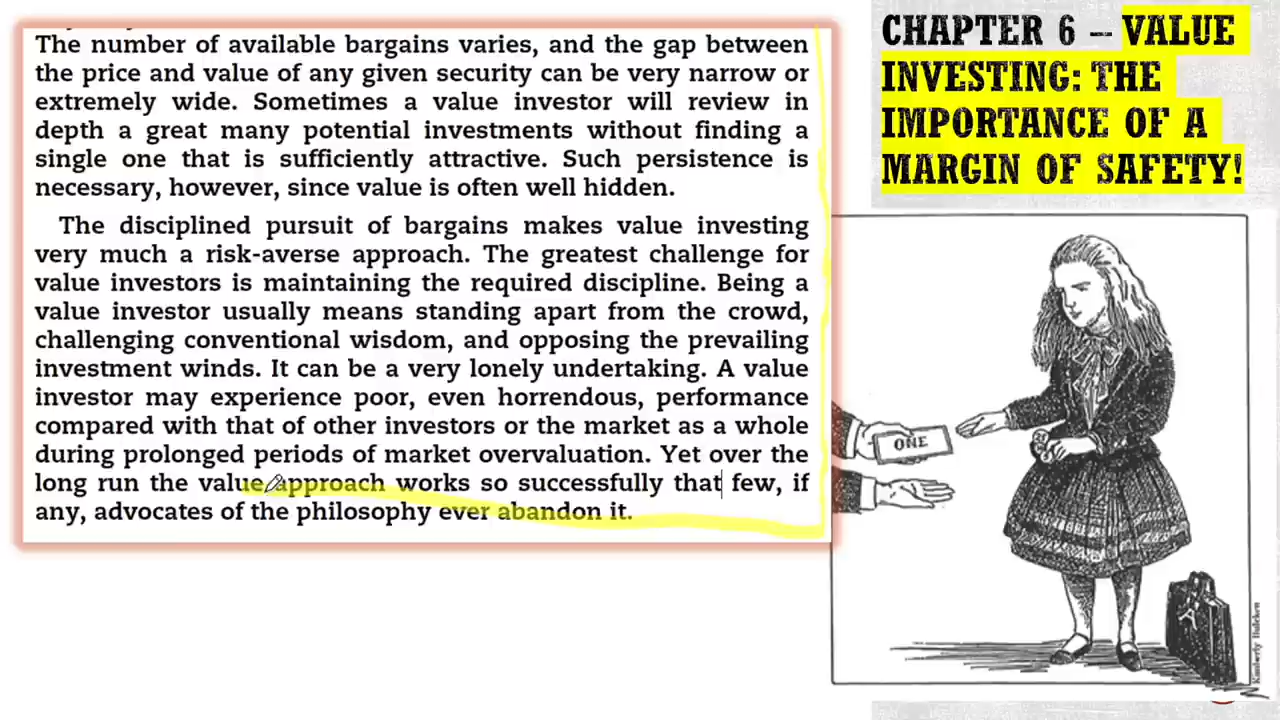 The number of available bargains varies, and the gap between
the price and value of any given security can be very narrow or
extremely wide. Sometimes a value investor will review in
depth a great many potential investments without finding a
single one that is sufficiently attractive. Such persistence is
necessary, however, since value is often well hidden.
The disciplined pursuit of bargains makes value investing
very much a risk-averse approach. The greatest challenge for
value investors is maintaining the required discipline. Being a
value investor usually means standing apart from the crowd,
challenging conventional wisdom, and opposing the prevailing
investment winds. It can be a very lonely undertaking. A value
investor may experience poor, even horrendous, performance
compared with that of other investors or the market as a whole
during prolonged periods of market overvaluation. Yet over the
long run the value approach works so successfully that few, if
any, advocates of the philosophy ever abandon it.
CHAPTER 6 – VALUE
INVESTING: THE
IMPORTANCE OF A
MARGIN OF SAFETY!
ONE
A
Kimberly